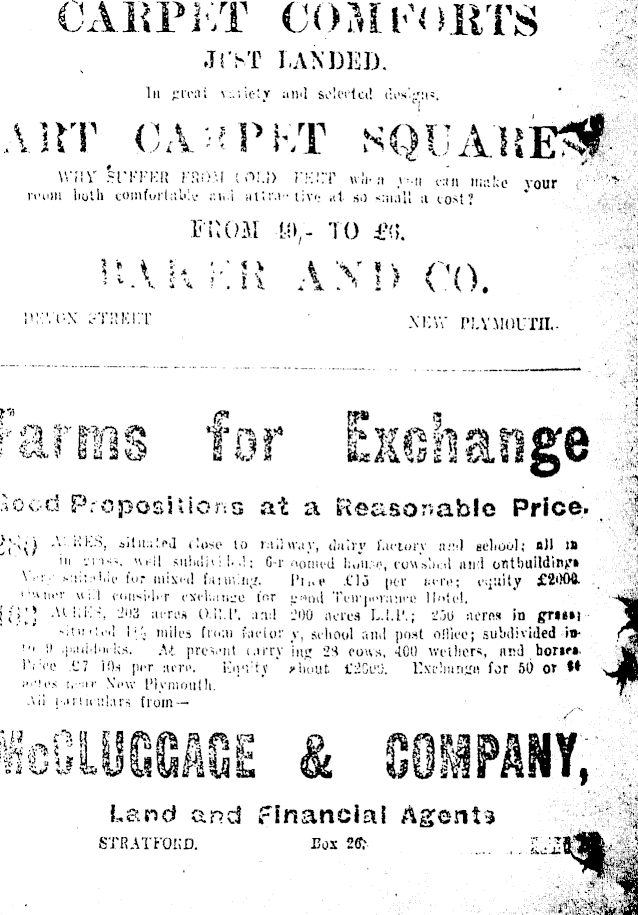 CARPET COMFORTS
JUST LANDED.
In great variety and selected designs.
ART CARPET SQUARES
WHY SUFFER FROM COLD FEET when you can make your
room both comfortable and attractive at so small a cost?
FROM 19/- TO £6.
BAKER AND CO.
DEVON STREET NEW PLYMOUTH.
Farms for Exchange
Good Propositions at a Reasonable Price.
280 ACRES, situated close to railway, dairy factory and school; all in
in grass, well subdivided; 6-roomed house, cowshed and outbuildings
Very suitable for mixed farming. Price £15 per acre; equity £2000.
Owner will consider exchange for good Temperance Hotel.
ACRES, 203 acres O.R.P. and 200 acres L.I.P.; 250 acres in grass;
situated 1½ miles from factory, school and post office; subdivided in-
to 9 paddocks. At present carrying 28 cows, 400 wethers, and horses.
Price £7 10s per acre. Equity about Exchange for 50 or
acres near New Plymouth.
All particulars from—
McCLUGGAGE & COMPANY,
Land and Financial Agents
STRATFORD. Box 26;